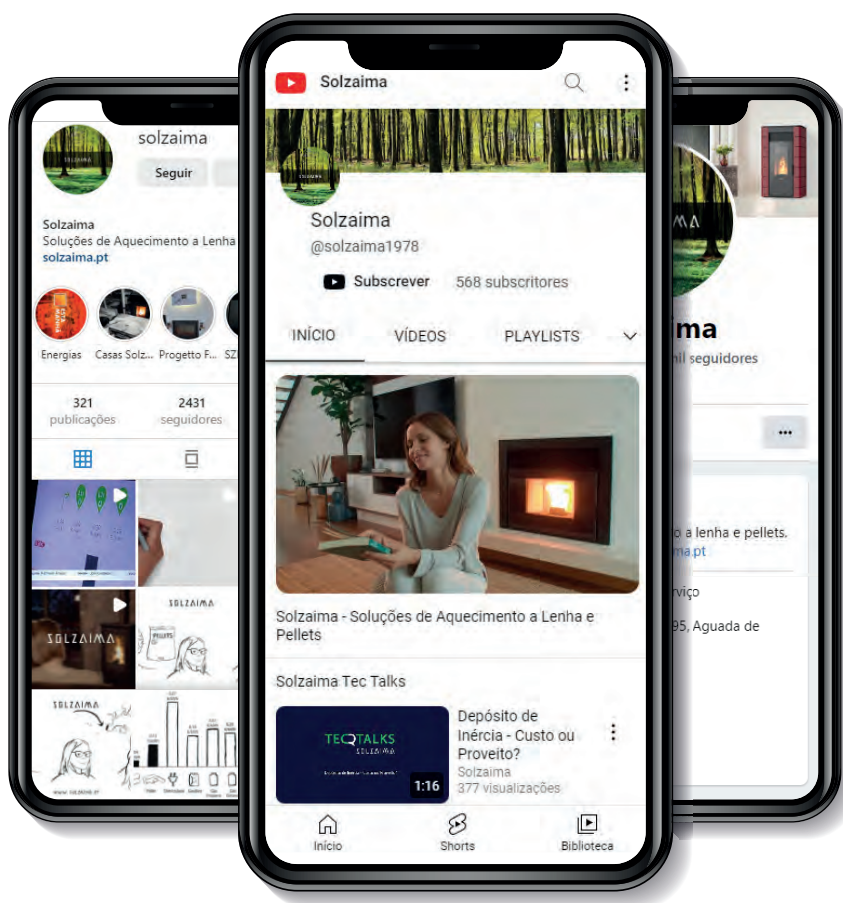 solzaima
Seguir
Solzaima
Soluções de Aquecimento a Lenha
solzaima.pt
Energias
Casas Solz...
Progetto F...
321
publicações
2431
seguidores
SOLZAIMA
PELLETS
SOLZAIMA
SOLZAIMA
Solzaima
Solzaima
@solzaima1978
Subscrever
568 subscritores
INÍCIO
VÍDEOS
PLAYLISTS
Solzaima - Soluções de Aquecimento a Lenha e
Pellets
Solzaima Tec Talks
TECTALKS
SOLZAIMA
1:16
Depósito de
Inércia - Custo ou
Proveito?
Solzaima
377 visualizações
Início
Shorts
Biblioteca
ima
mil seguidores
...
o a lenha e pellets.
ma.pt
rviço
95, Aguada de